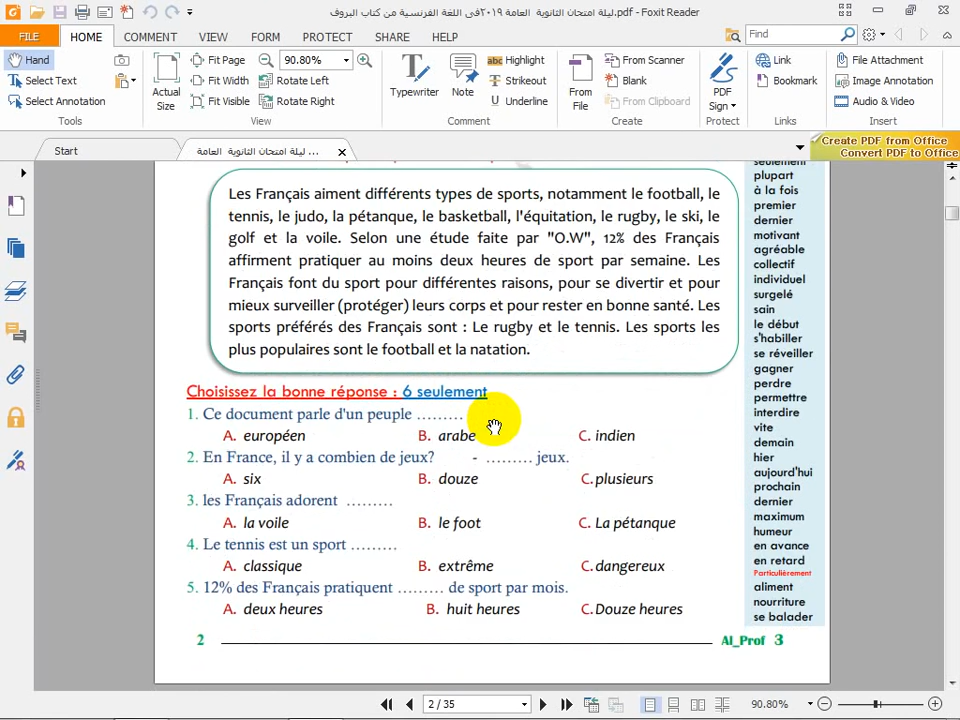 ليلة امتحان الثانوية العامة ٢٠١٩فى اللغة الفرنسية من كتاب البروف.pdf - Foxit Reader
FILE HOME COMMENT VIEW FORM PROTECT SHARE HELP Find
Hand
Select Text
Select Annotation
Tools
Actual Size
Fit Page
Fit Width
Fit Visible
90.80%
Rotate Left
Rotate Right
View
Typewriter
Note
Highlight
Strikeout
Underline
Comment
From File
From Scanner
Blank
From Clipboard
Create
PDF Sign
Protect
Link
Bookmark
Links
File Attachment
Image Annotation
Audio & Video
Insert
Start
ليلة امتحان الثانوية العامة ...
Create PDF from Office
Convert PDF to Office
Les Français aiment différents types de sports, notamment le football, le
tennis, le judo, la pétanque, le basketball, l'équitation, le rugby, le ski, le
golf et la voile. Selon une étude faite par "O.W", 12% des Français
affirment pratiquer au moins deux heures de sport par semaine. Les
Français font du sport pour différentes raisons, pour se divertir et pour
mieux surveiller (protéger) leurs corps et pour rester en bonne santé. Les
sports préférés des Français sont : Le rugby et le tennis. Les sports les
plus populaires sont le football et la natation.
Choisissez la bonne réponse : 6 seulement
1. Ce document parle d'un peuple ………
A. européen B. arabe C. indien
2. En France, il y a combien de jeux? - ……… jeux.
A. six B. douze C. plusieurs
3. les Français adorent ………
A. la voile B. le foot C. La pétanque
4. Le tennis est un sport ………
A. classique B. extrême C. dangereux
5. 12% des Français pratiquent ……… de sport par mois.
A. deux heures B. huit heures C. Douze heures
2 Al_Prof 3
seulement
plupart
à la fois
premier
dernier
motivant
agréable
collectif
individuel
surgelé
sain
le début
s'habiller
se réveiller
gagner
perdre
permettre
interdire
vite
demain
hier
aujourd'hui
prochain
dernier
maximum
humeur
en avance
en retard
Particulièrement
aliment
nourriture
se balader
2 / 35
90.80%